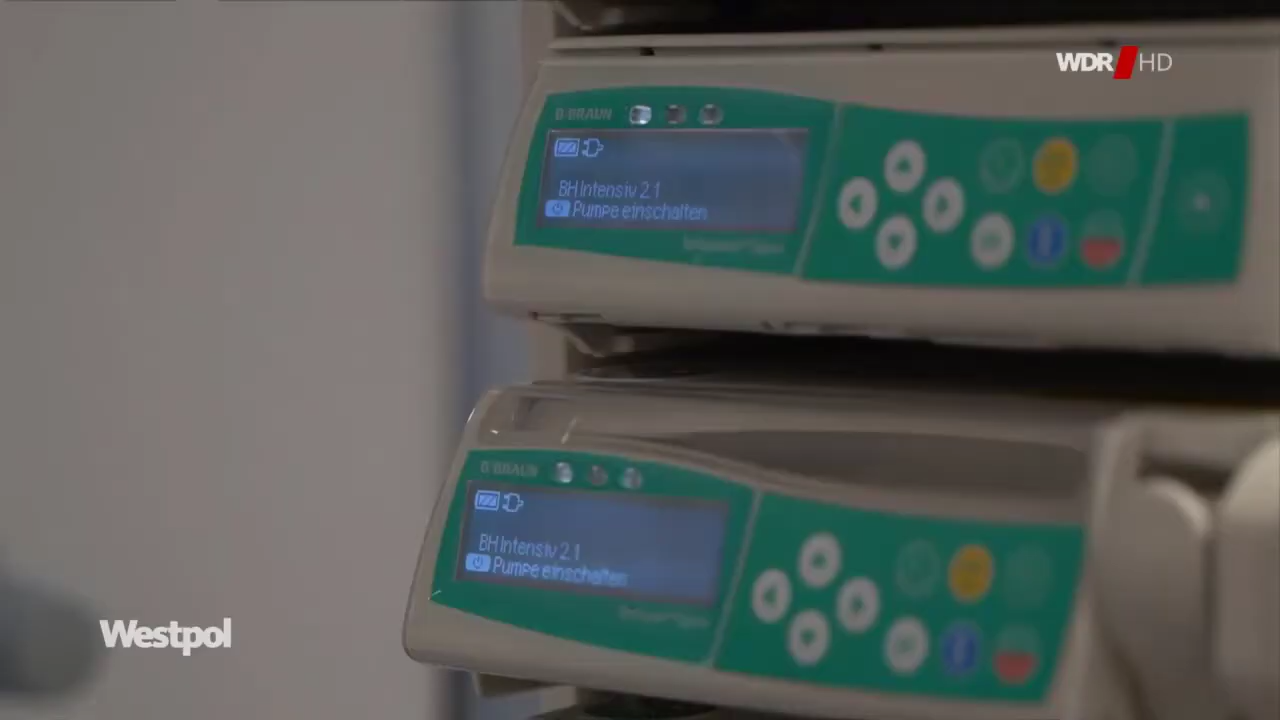 WDR HD
B BRAUN
BH Intensiv 2.1
Pumpe einschalten
B BRAUN
BH Intensiv 2.1
Pumpe einschalten
Westpol